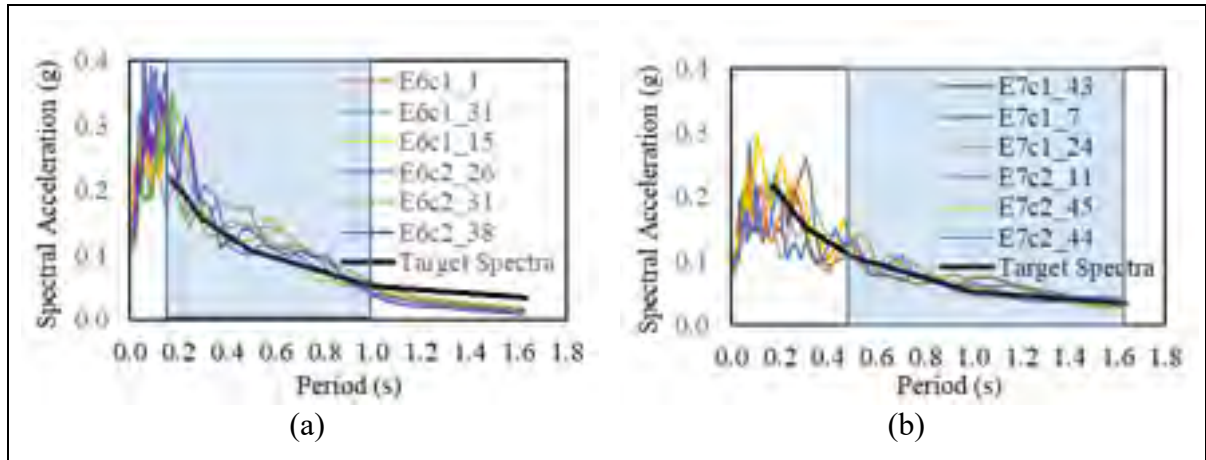 0.4
0.3
0.2
0.1
0.0
Spectral Acceleration (g)
E6c1_1
E6c1_31
E6c1_15
E6c2_26
E6c2_31
E6c2_38
Target Spectra
0.0 0.2 0.4 0.6 0.8 1.0 1.2 1.4 1.6 1.8
Period (s)
(a)
0.4
0.3
0.2
0.1
0.0
Spectral Acceleration (g)
E7c1_43
E7c1_7
E7c1_24
E7c2_11
E7c2_45
E7c2_44
Target Spectra
0.0 0.2 0.4 0.6 0.8 1.0 1.2 1.4 1.6 1.8
Period (s)
(b)